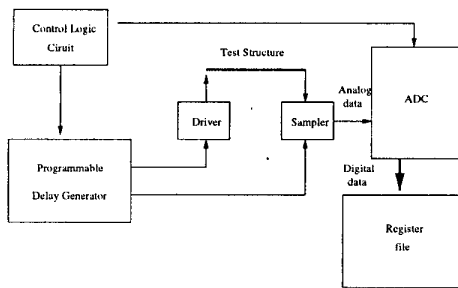 Control Logic
Ciruit
Test Structure
Analog
data
ADC
Driver
Sampler
Programmable
Delay Generator
Digital
data
Register
file